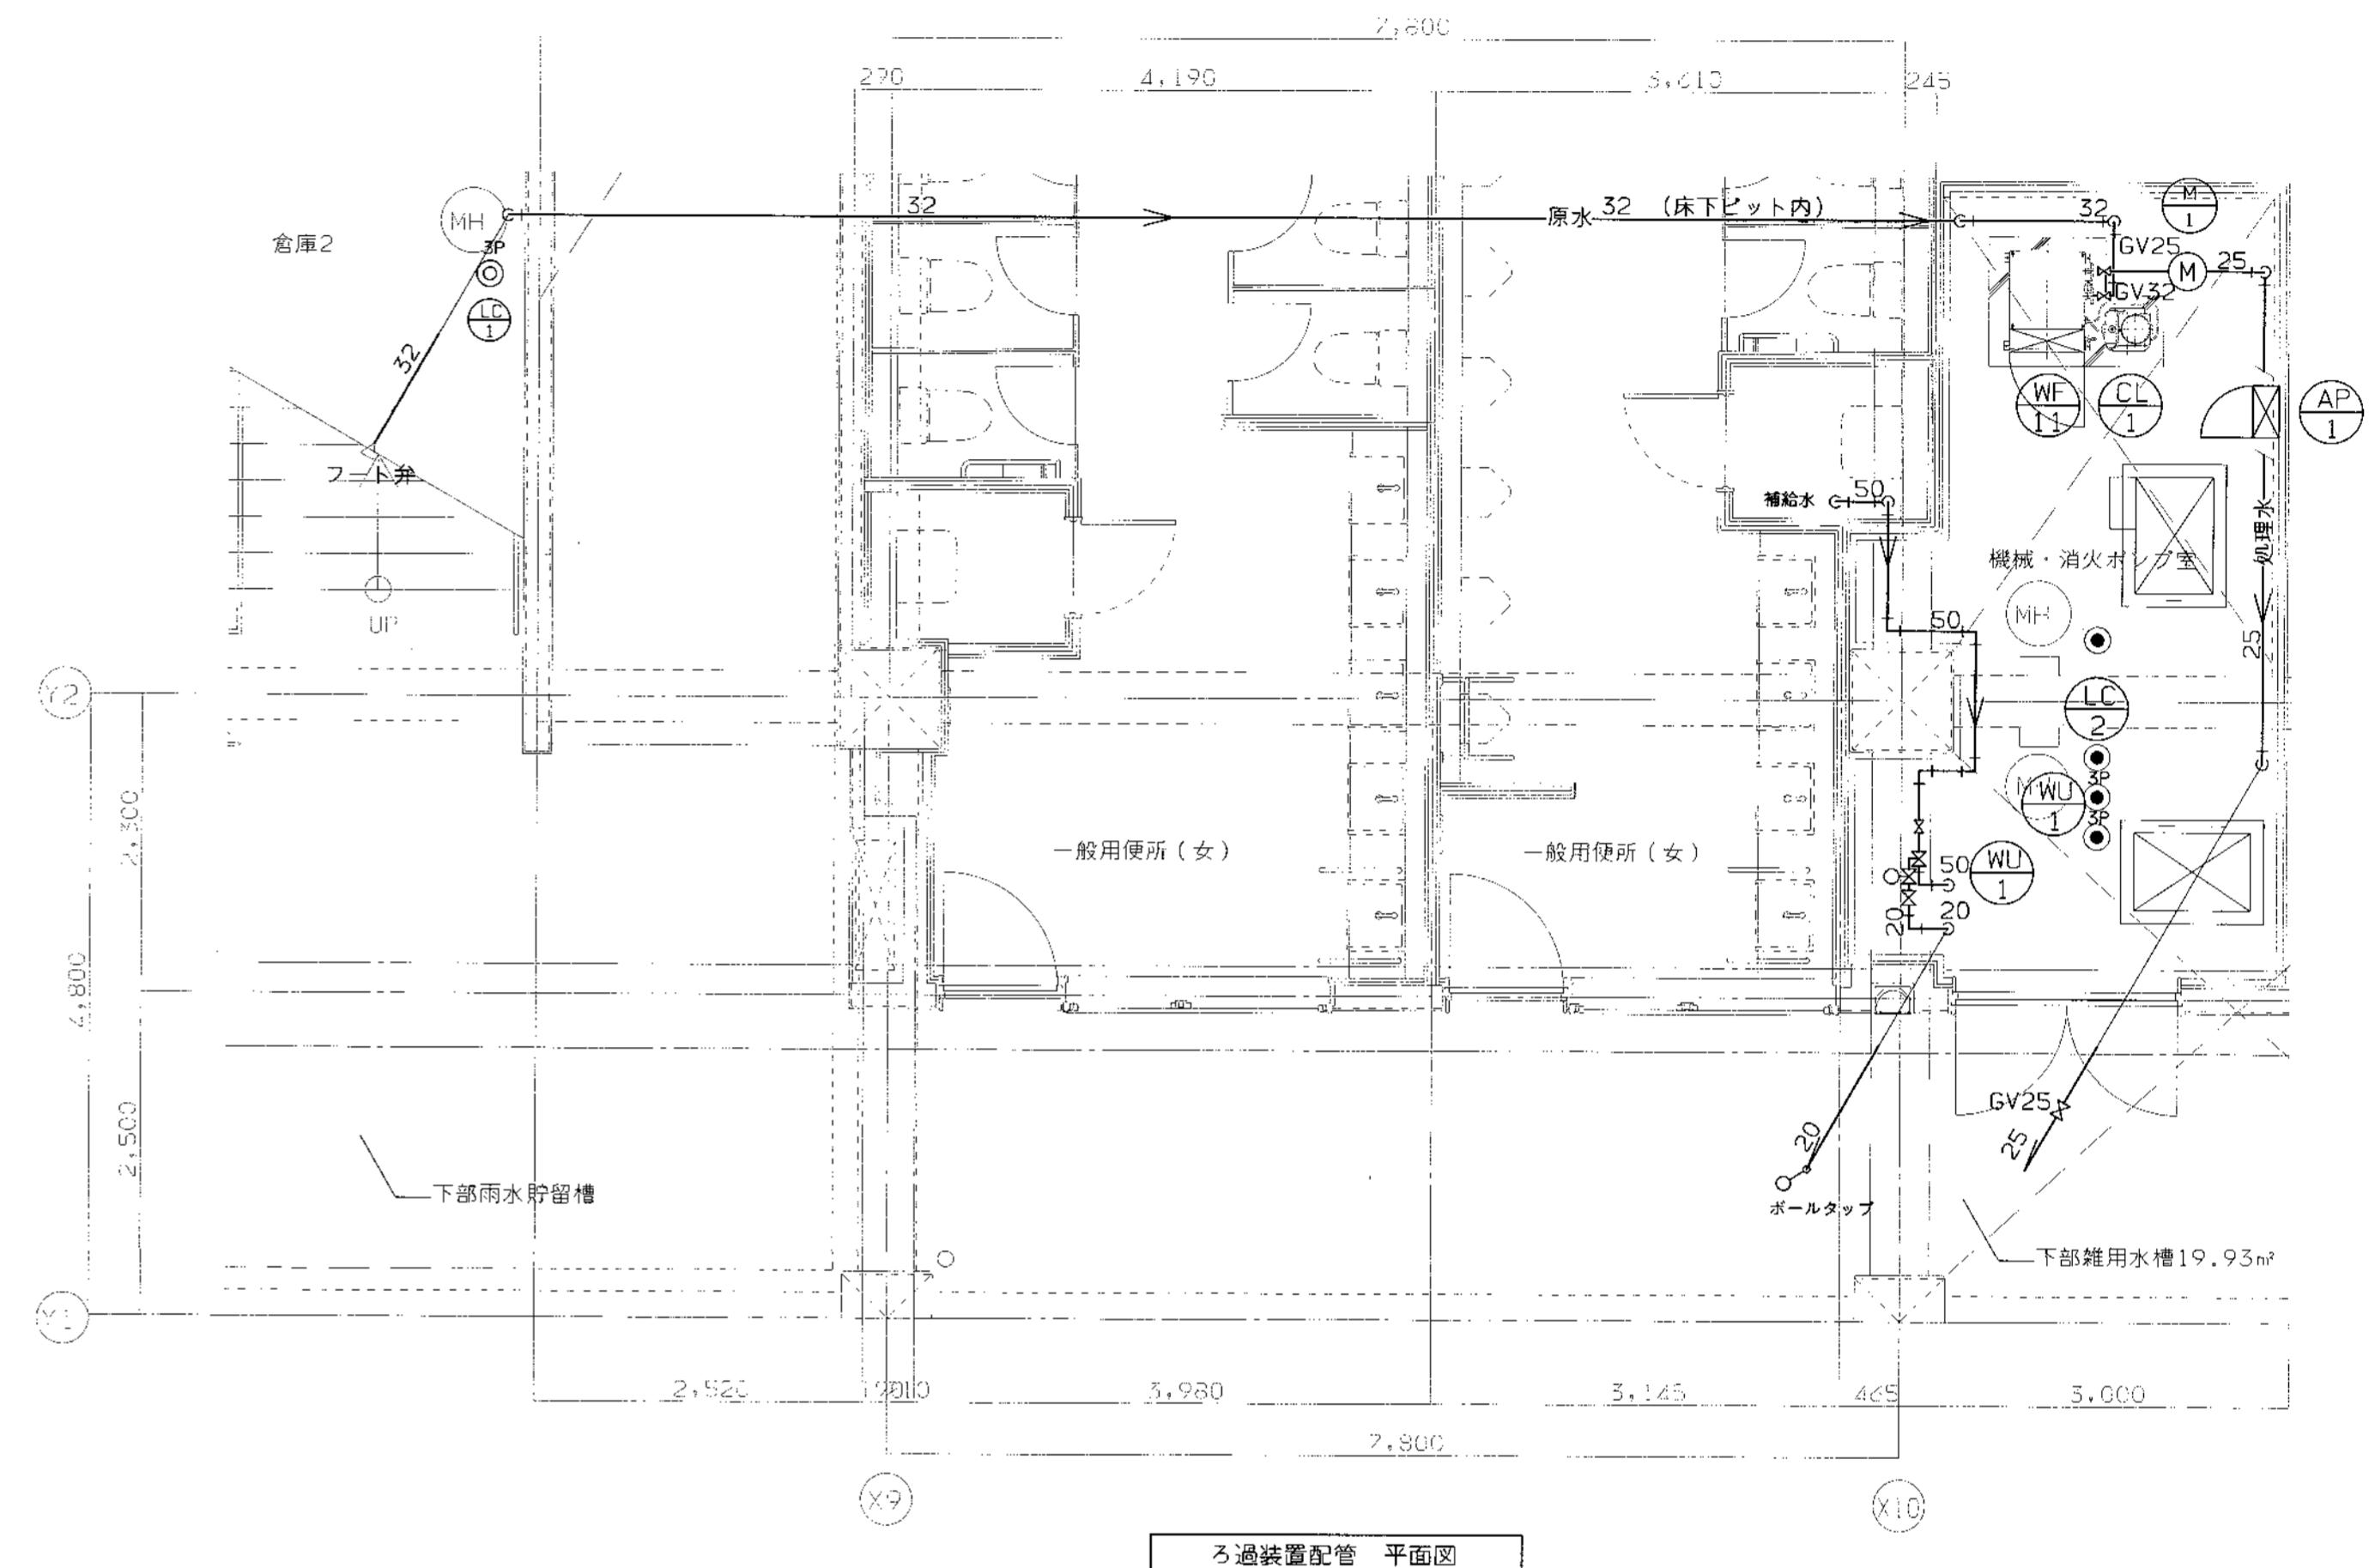 7,800
270
4,190
3,610
245
MH
32
原水 32 (床下ピット内)
32
M
1
倉庫2
3P
GV25
M
25
GV32
LC
1
32
WF
11
CL
1
AP
1
フート弁
補給水
50
処理水
機械・消火ポンプ室
UP
MH
50
25
Y2
LC
2
3P
WU
1
3P
2,300
一般用便所(女)
一般用便所(女)
50
WU
1
20
20
4,800
2,500
GV25
20
25
下部雨水貯留槽
ボールタップ
下部雑用水槽19.93㎥
Y1
2,520
3,980
3,145
465
3,000
7,800
X9
X10
ろ過装置配管 平面図